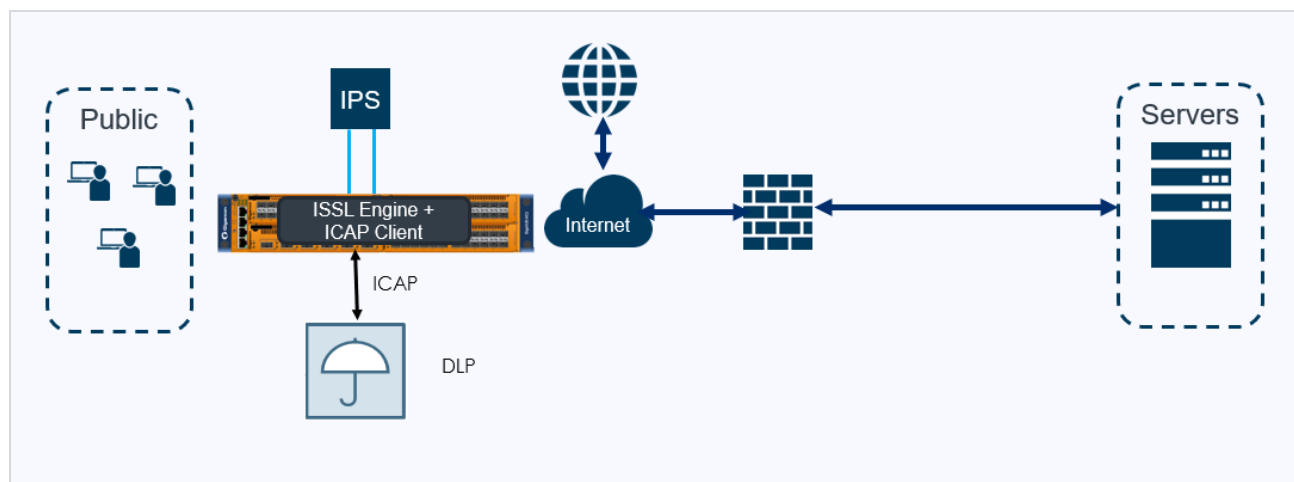 Public
IPS
ISSL Engine +
ICAP Client
Internet
Servers
ICAP
DLP